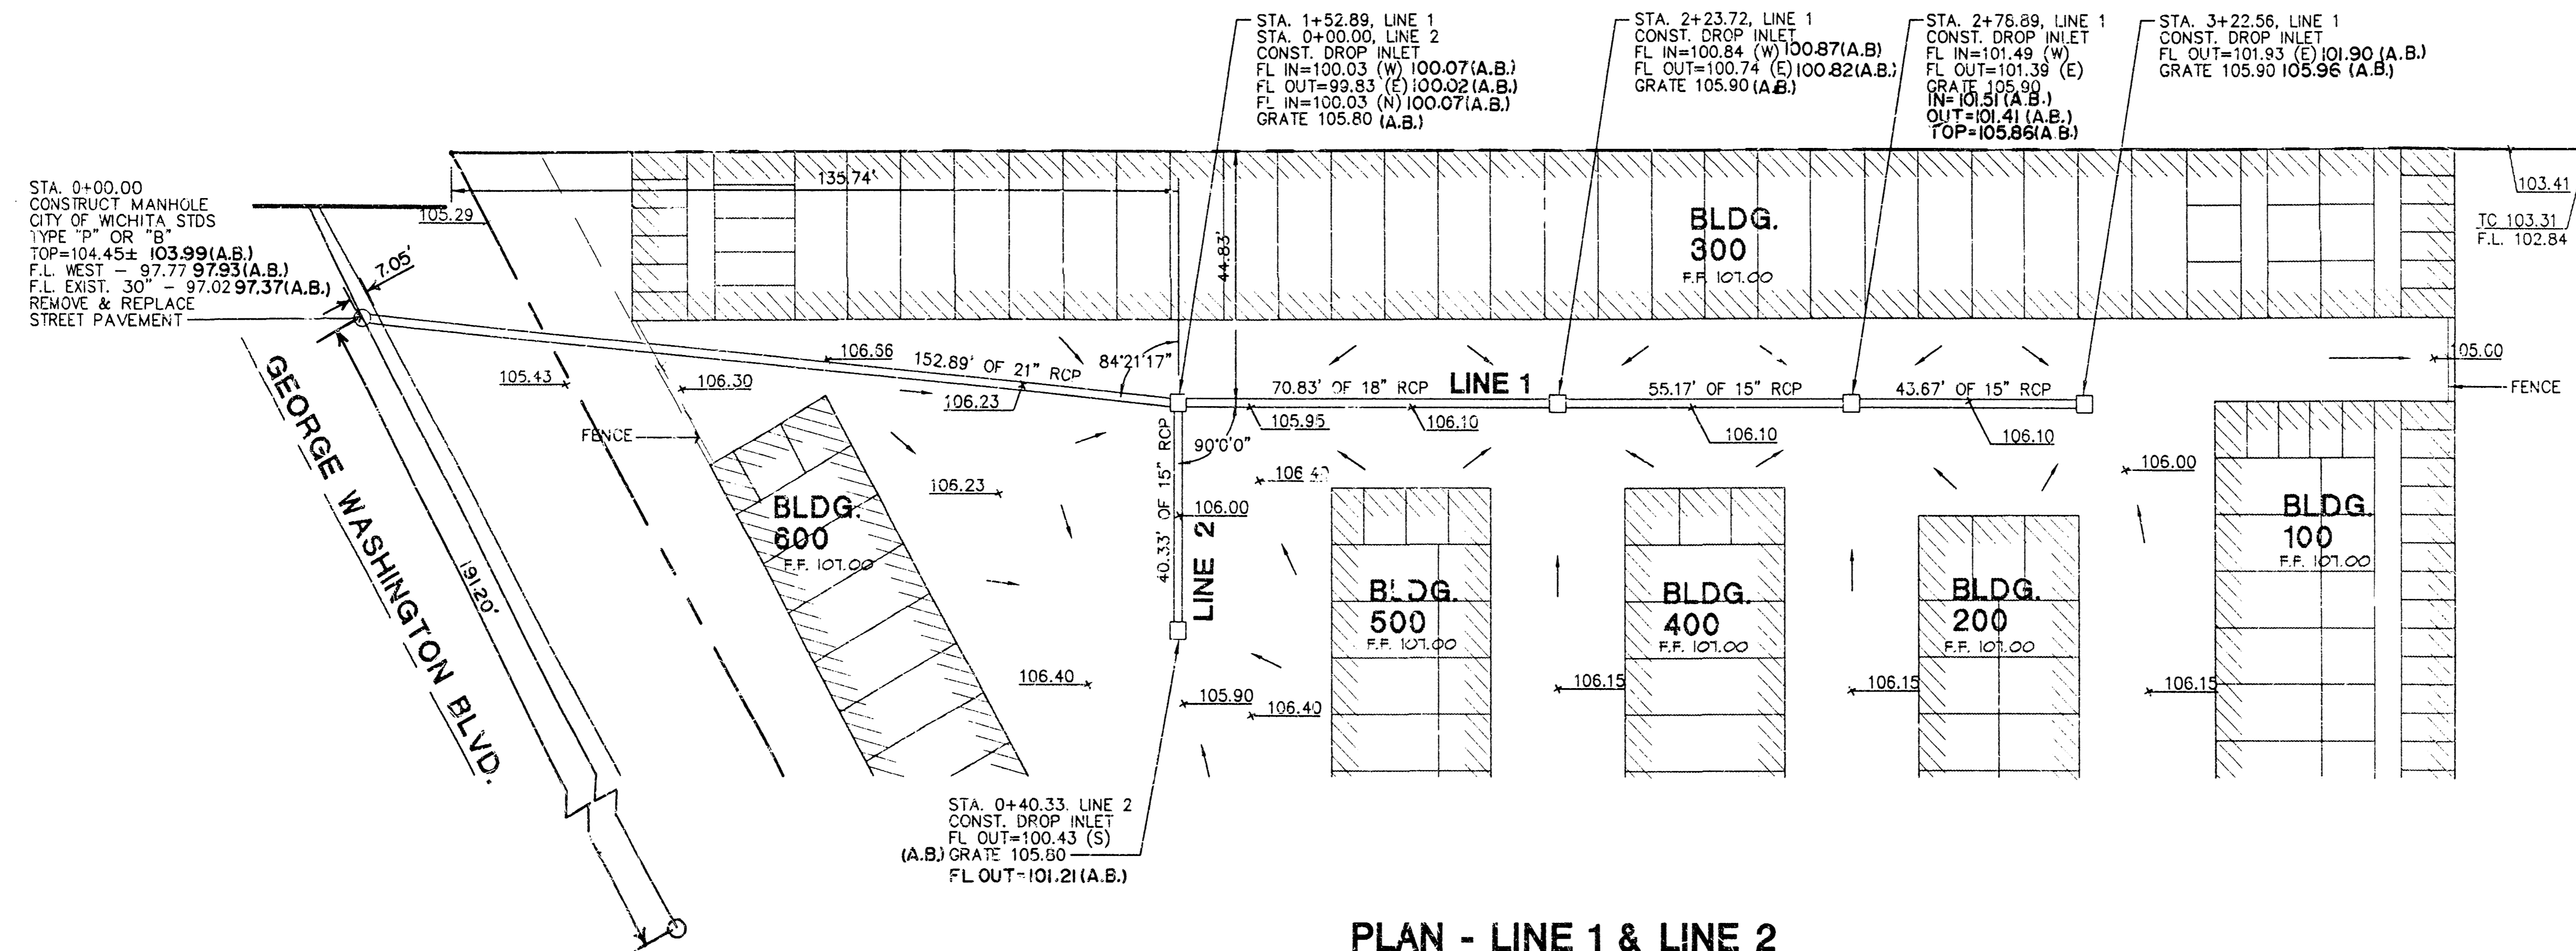 STA. 1+52.89, LINE 1
STA. 0+00.00, LINE 2
CONST. DROP INLET
FL IN=100.03 (W) 100.07(A.B.)
FL OUT=99.83 (E) 100.02(A.B.)
FL IN=100.03 (N) 100.07(A.B.)
GRATE 105.80 (A.B.)
STA. 2+23.72, LINE 1
CONST. DROP INLET
FL IN=100.84 (W) 100.87(A.B)
FL OUT=100.74 (E) 100.82(A.B.)
GRATE 105.90 (A.B.)
STA. 2+78.89, LINE 1
CONST. DROP INLET
FL IN=101.49 (W)
FL OUT=101.39 (E)
GRATE 105.90
IN=101.51 (A.B.)
OUT=101.41 (A.B.)
TOP=105.86(A.B.)
STA. 3+22.56, LINE 1
CONST. DROP INLET
FL OUT=101.93 (E) 101.90 (A.B.)
GRATE 105.90 105.96 (A.B.)
STA. 0+00.00
CONSTRUCT MANHOLE
CITY OF WICHITA STDS
TYPE "P" OR "B"
TOP=104.45± 103.99(A.B.)
F.L. WEST - 97.77 97.93(A.B.)
F.L. EXIST. 30" - 97.02 97.37(A.B.)
REMOVE & REPLACE
STREET PAVEMENT
105.29
7.05'
135.74'
44.83'
BLDG.
300
F.F. 107.00
103.41
TC 103.31
F.L. 102.84
106.66
152.89' OF 21" RCP
84°21'17"
105.43
106.30
106.23
70.83' OF 18" RCP
LINE 1
55.17' OF 15" RCP
43.67' OF 15" RCP
105.00
FENCE
105.95
106.10
106.10
106.10
FENCE
90°0'0"
106.23
106.40
106.00
40.33' OF 15" RCP
LINE 2
106.00
GEORGE WASHINGTON BLVD.
191.20'
BLDG.
600
F.F. 107.00
BLDG.
500
F.F. 107.00
BLDG.
400
F.F. 107.00
BLDG.
200
F.F. 107.00
BLDG.
100
F.F. 107.00
106.40
105.90
106.40
106.15
106.15
106.15
STA. 0+40.33, LINE 2
CONST. DROP INLET
FL OUT=100.43 (S)
(A.B.) GRATE 105.80
FL OUT=101.21(A.B.)
PLAN - LINE 1 & LINE 2